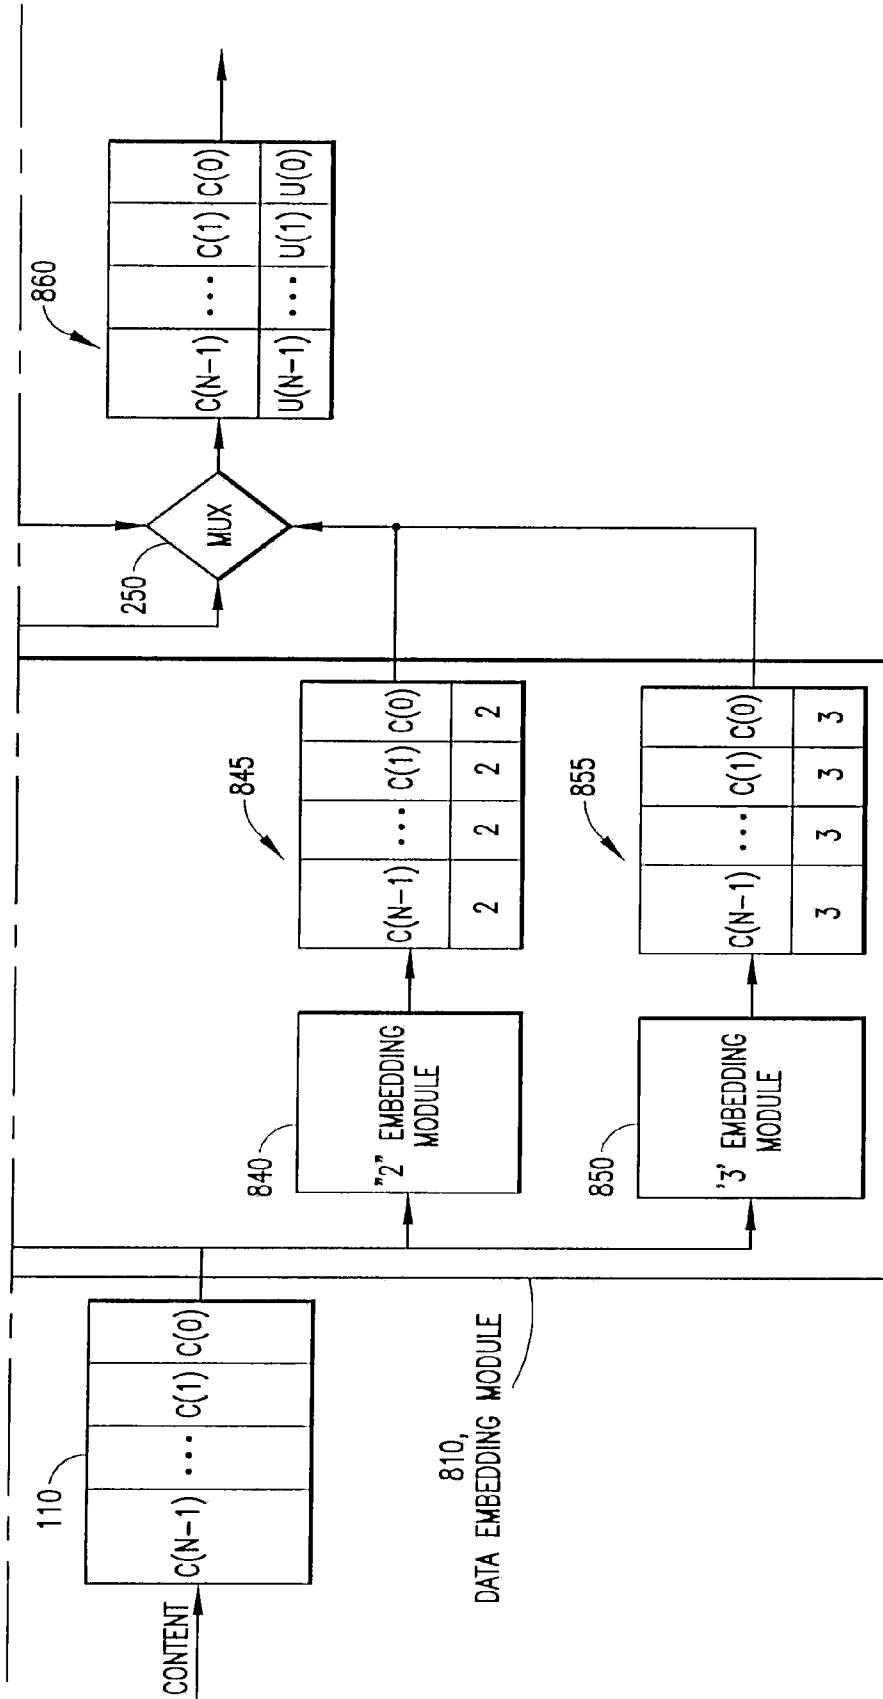 CONTENT
110
C(N-1) ... C(1) C(0)
810,
DATA EMBEDDING MODULE
840
"2" EMBEDDING
MODULE
845
C(N-1) ... C(1) C(0)
2 2 2 2
850
'3' EMBEDDING
MODULE
855
C(N-1) ... C(1) C(0)
3 3 3 3
250
MUX
860
C(N-1) ... C(1) C(0)
U(N-1) ... U(1) U(0)